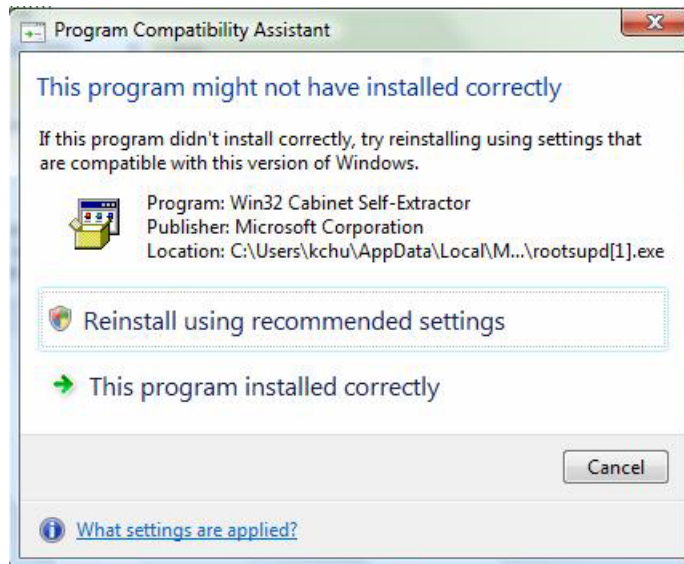 Program Compatibility Assistant
This program might not have installed correctly
If this program didn't install correctly, try reinstalling using settings that
are compatible with this version of Windows.
Program: Win32 Cabinet Self-Extractor
Publisher: Microsoft Corporation
Location: C:\Users\kchu\AppData\Local\M...\rootsupd[1].exe
Reinstall using recommended settings
This program installed correctly
Cancel
What settings are applied?